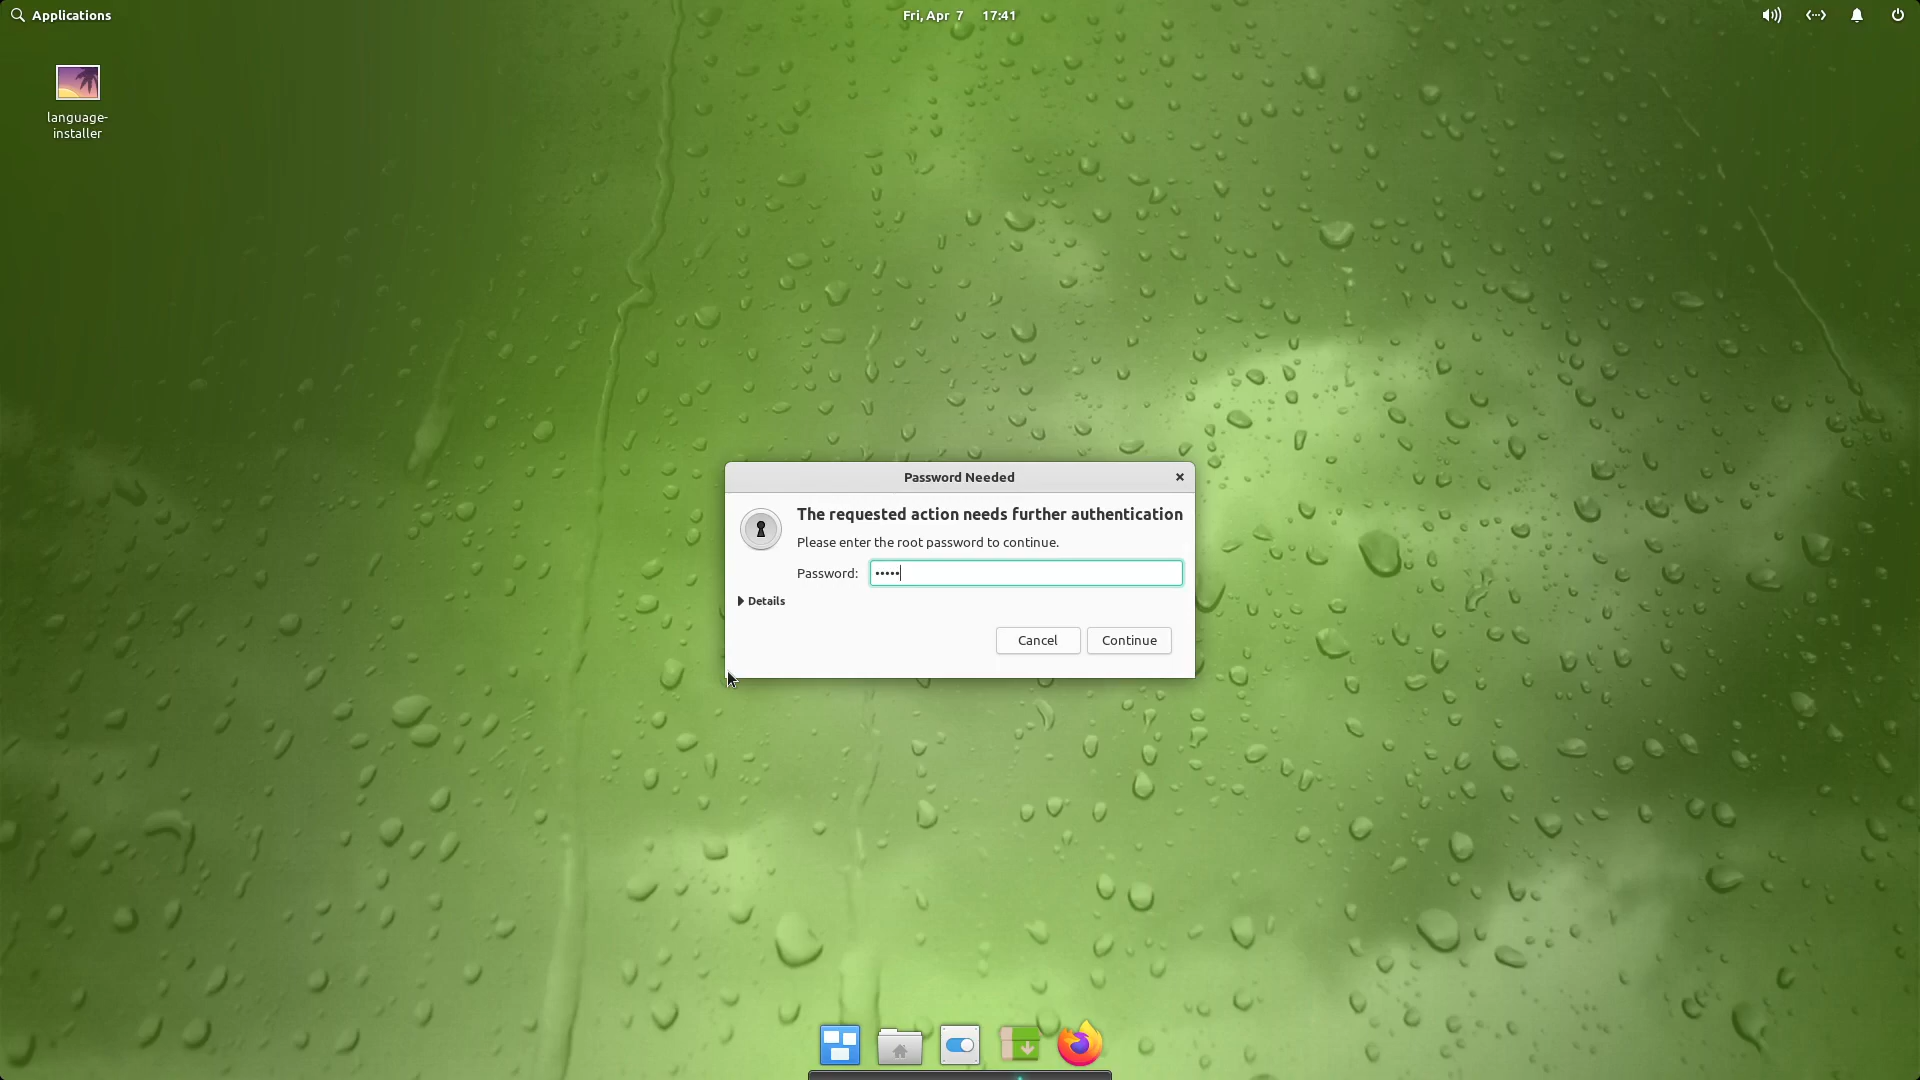 Applications
Fri, Apr 7 17:41
language-
installer
Password Needed
The requested action needs further authentication
Please enter the root password to continue.
Password: •••••
Details
Cancel Continue